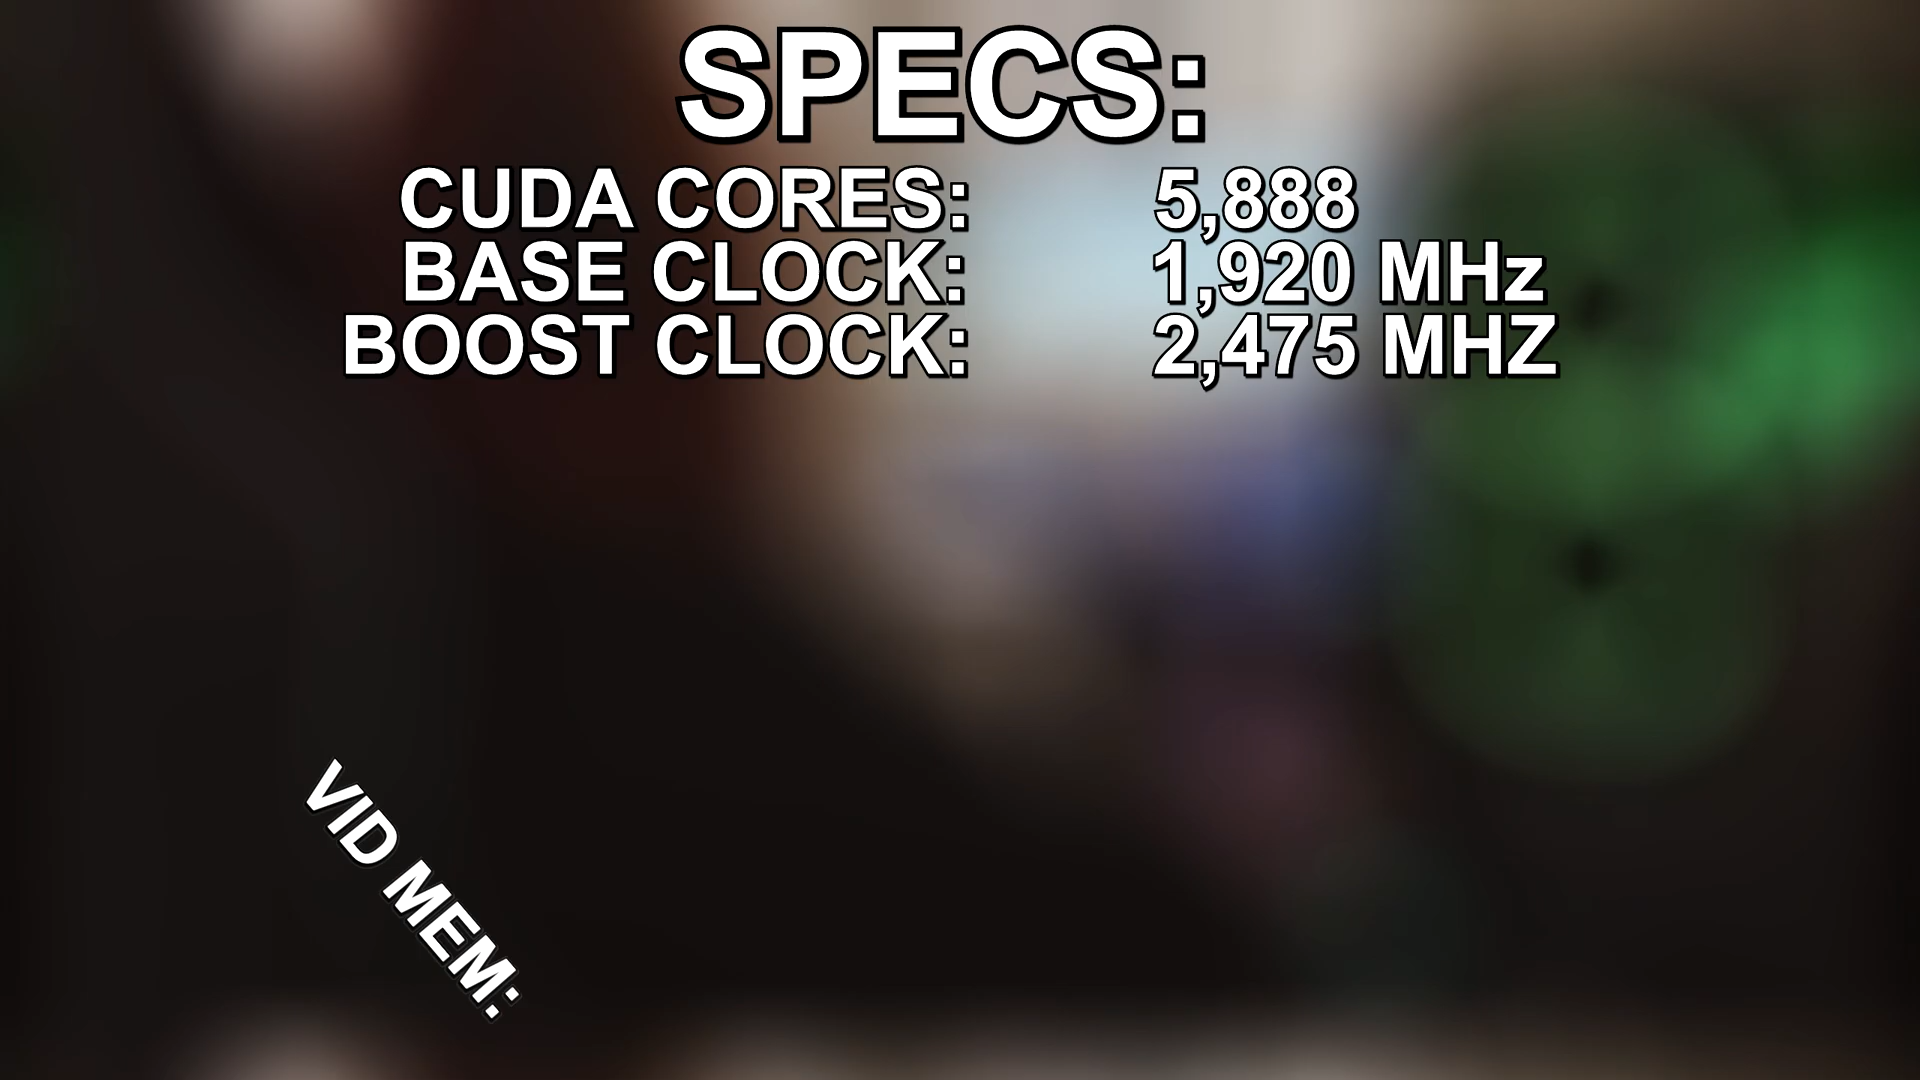 SPECS:
CUDA CORES: 5,888
BASE CLOCK: 1,920 MHz
BOOST CLOCK: 2,475 MHZ
VID MEM: